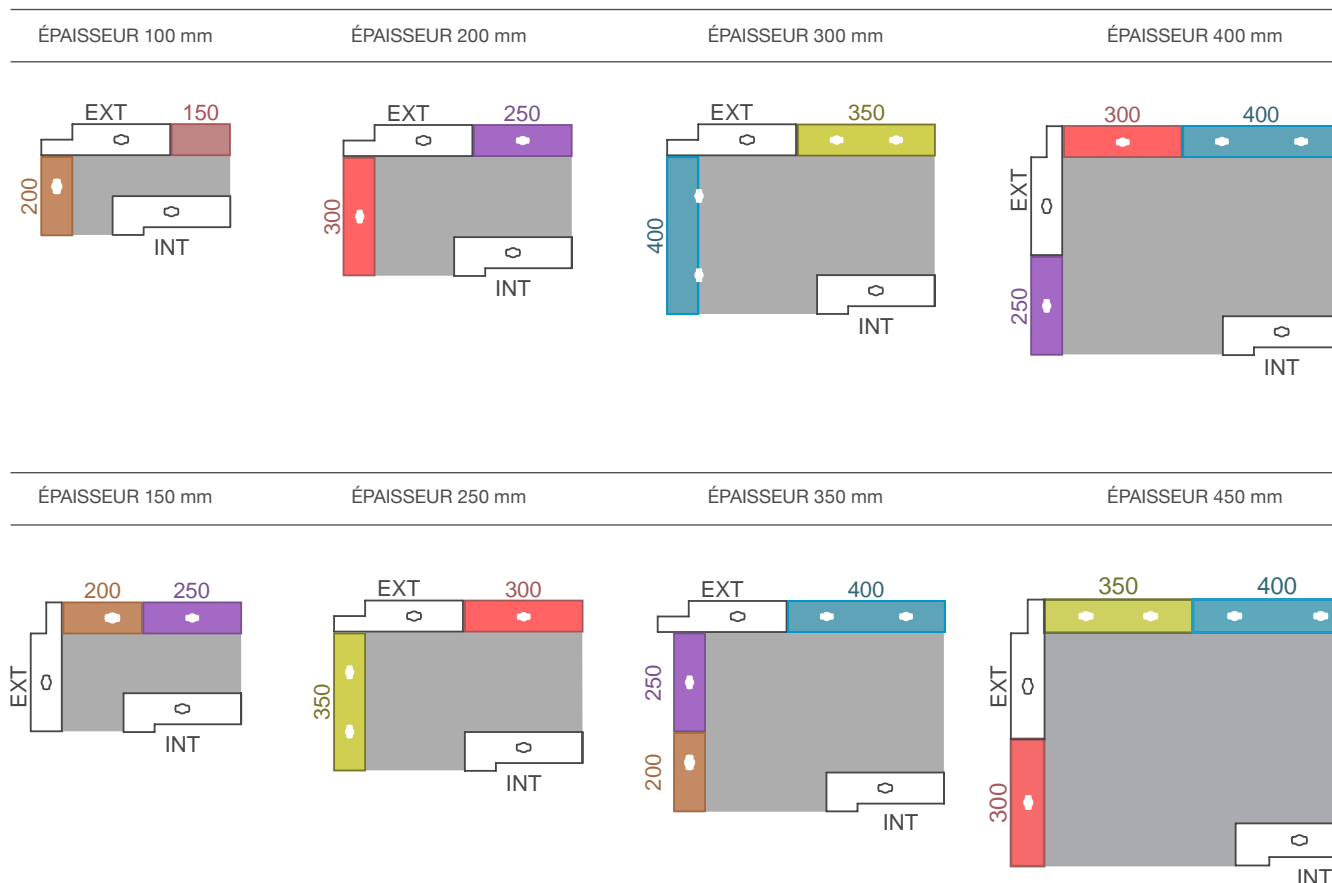 ÉPAISSEUR 100 mm
ÉPAISSEUR 200 mm
ÉPAISSEUR 300 mm
ÉPAISSEUR 400 mm
EXT 150
200
INT
EXT 250
300
INT
EXT 350
400
INT
300 400
EXT
250
INT
ÉPAISSEUR 150 mm
ÉPAISSEUR 250 mm
ÉPAISSEUR 350 mm
ÉPAISSEUR 450 mm
200 250
EXT
INT
EXT 300
350
INT
EXT 400
250
200
INT
350 400
EXT
300
INT